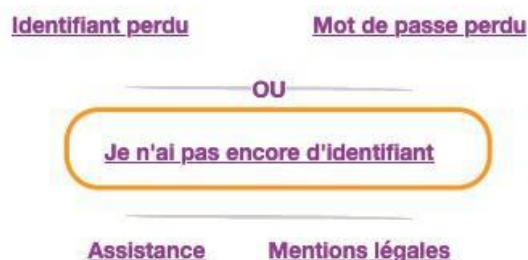 Identifiant perdu Mot de passe perdu
OU
Je n'ai pas encore d'identifiant
Assistance Mentions légales